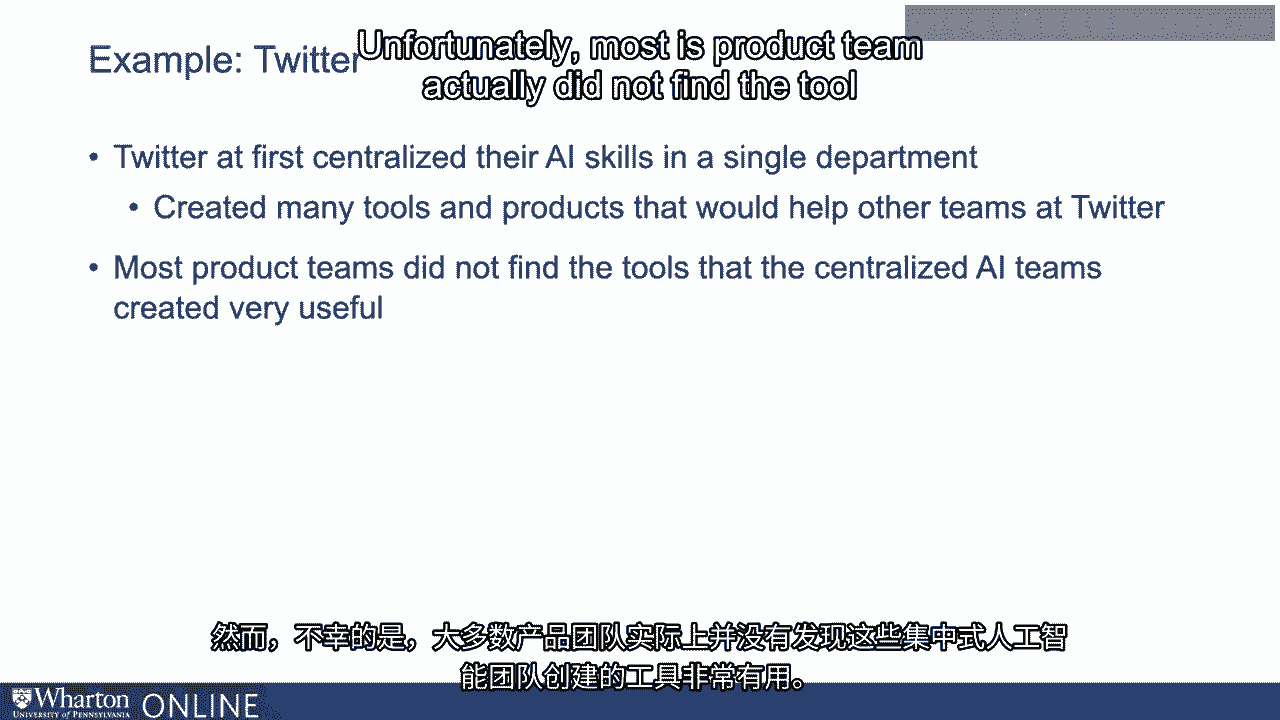 Example: Twitter
Unfortunately, most is product team
actually did not find the tool
• Twitter at first centralized their AI skills in a single department
• Created many tools and products that would help other teams at Twitter
• Most product teams did not find the tools that the centralized AI teams
created very useful
然而，不幸的是，大多数产品团队实际上并没有发现这些集中式人工智
能团队创建的工具非常有用。
Wharton ONLINE
UNIVERSITY of PENNSYLVANIA